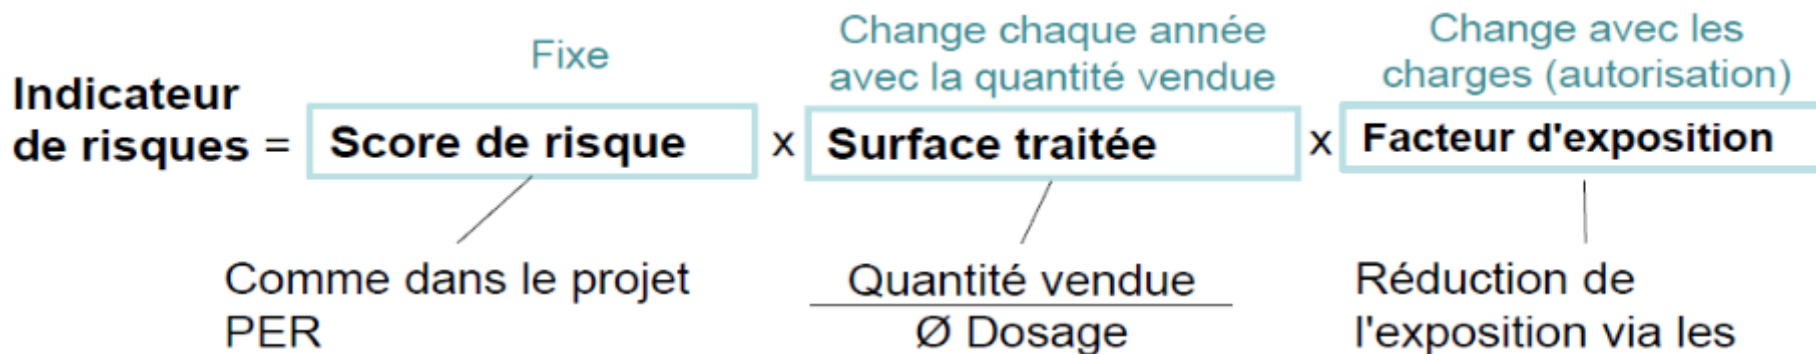 Fixe
Change chaque année
avec la quantité vendue
Change avec les
charges (autorisation)
Indicateur
de risques = Score de risque x Surface traitée x Facteur d'exposition
Comme dans le projet
PER
Quantité vendue
Ø Dosage
Réduction de
l'exposition via les